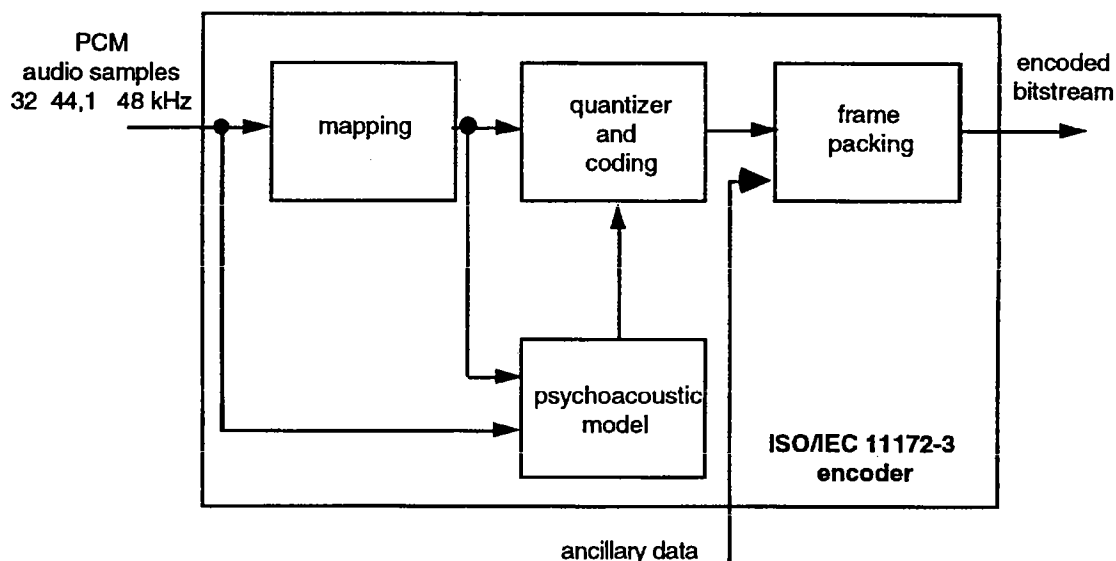 PCM
audio samples
32 44,1 48 kHz
mapping
quantizer
and
coding
frame
packing
encoded
bitstream
psychoacoustic
model
ISO/IEC 11172-3
encoder
ancillary data